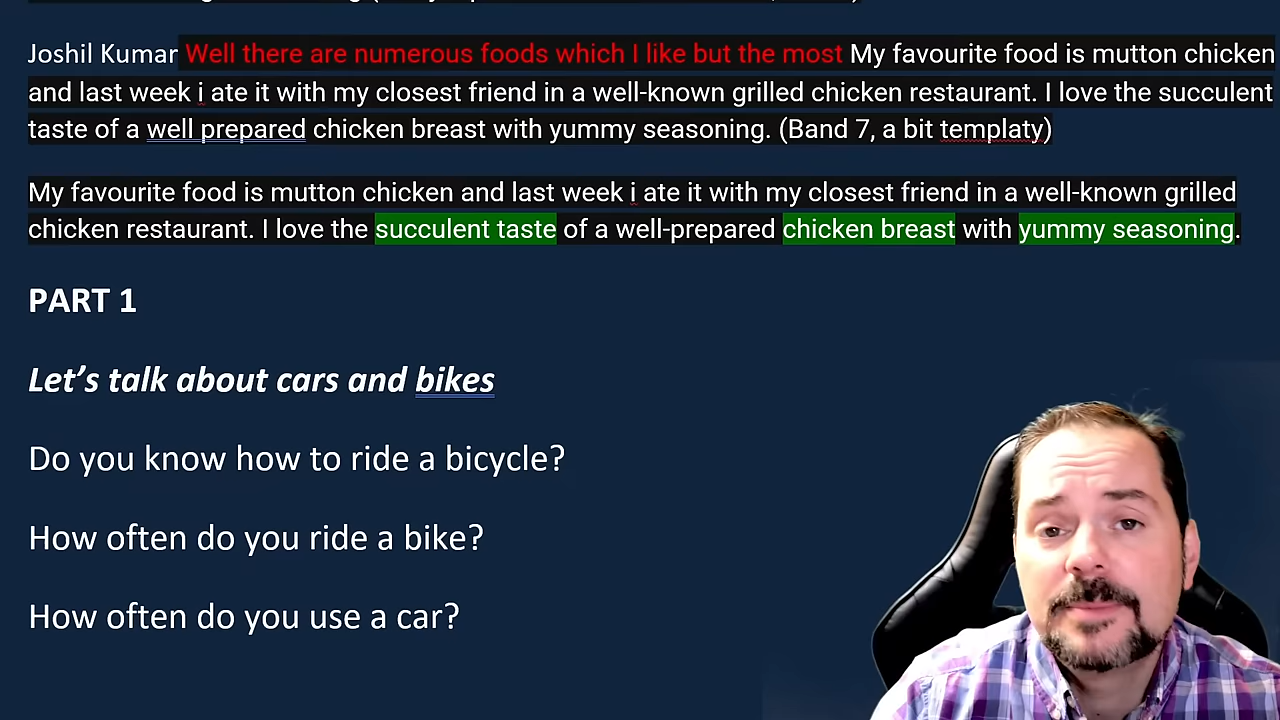 Joshil Kumar Well there are numerous foods which I like but the most My favourite food is mutton chicken
and last week i ate it with my closest friend in a well-known grilled chicken restaurant. I love the succulent
taste of a well prepared chicken breast with yummy seasoning. (Band 7, a bit templaty)
My favourite food is mutton chicken and last week i ate it with my closest friend in a well-known grilled
chicken restaurant. I love the succulent taste of a well-prepared chicken breast with yummy seasoning.
PART 1
Let’s talk about cars and bikes
Do you know how to ride a bicycle?
How often do you ride a bike?
How often do you use a car?